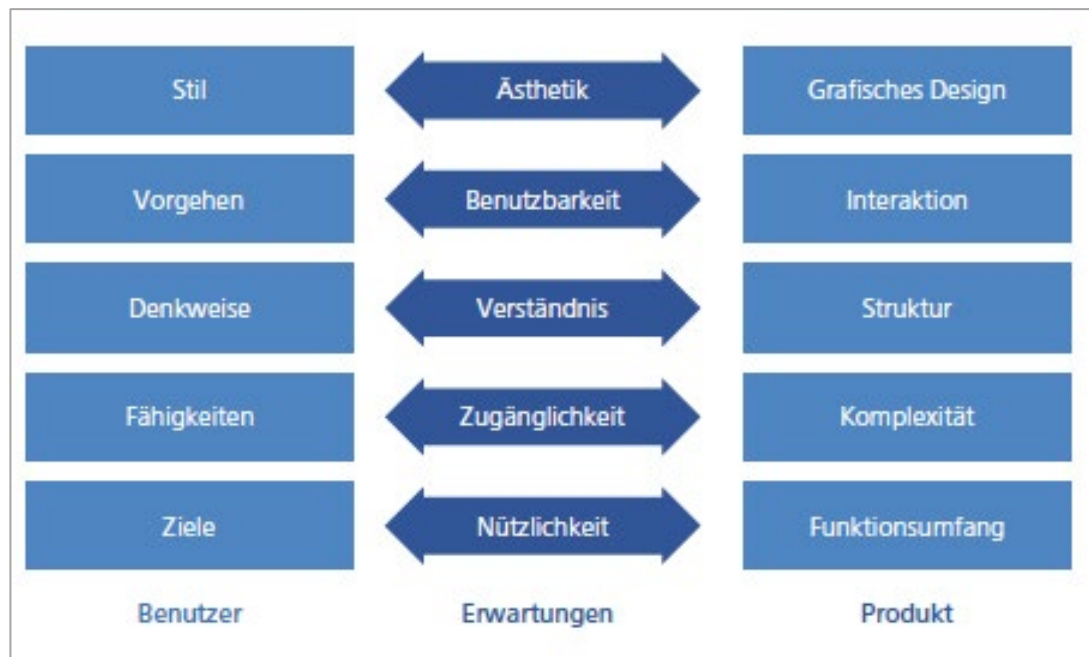 Stil Ästhetik Grafisches Design
Vorgehen Benutzbarkeit Interaktion
Denkweise Verständnis Struktur
Fähigkeiten Zugänglichkeit Komplexität
Ziele Nützlichkeit Funktionsumfang
Benutzer Erwartungen Produkt